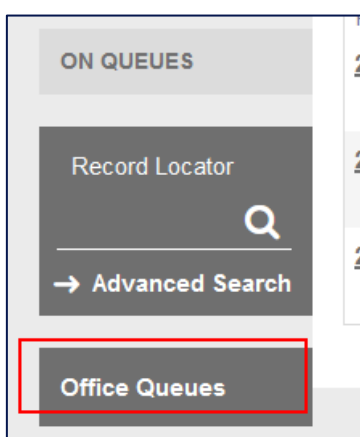 ON QUEUES
Record Locator
→ Advanced Search
Office Queues